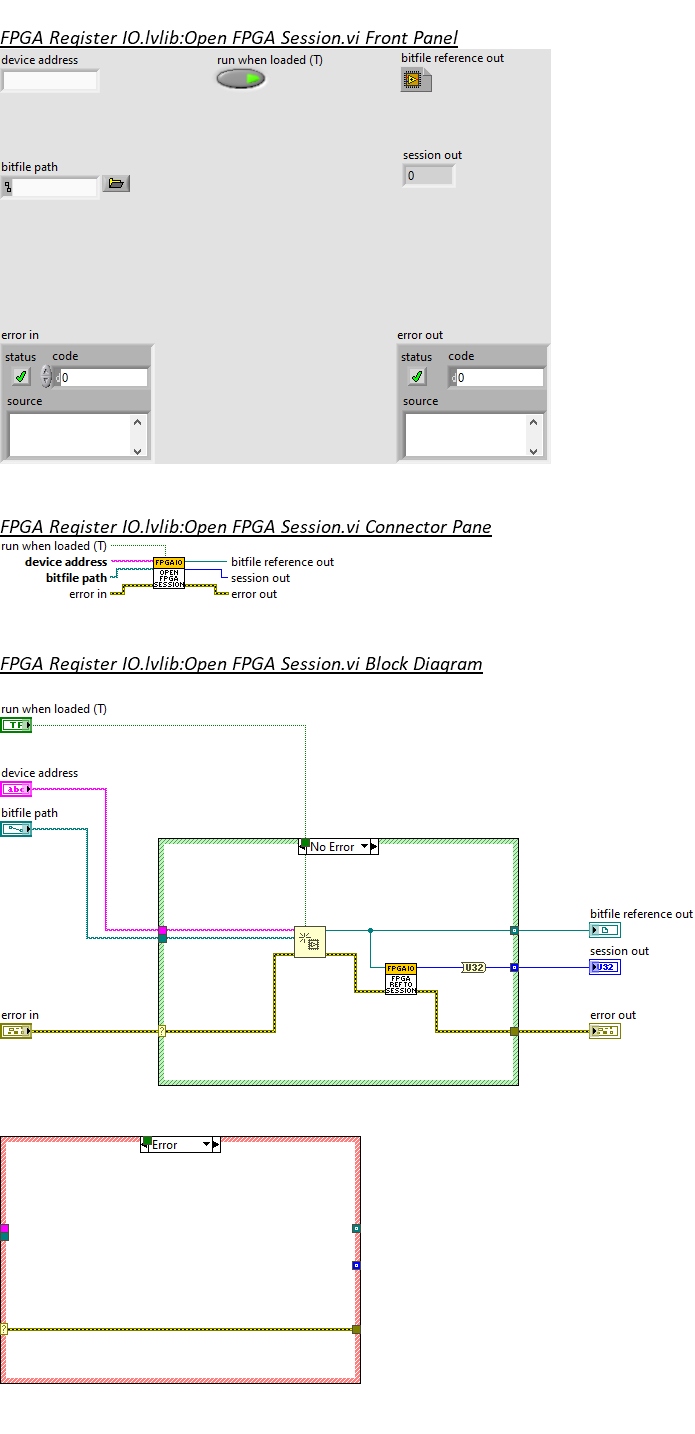 FPGA Register IO.lvlib:Open FPGA Session.vi Front Panel
device address
run when loaded (T)
bitfile reference out
session out
0
bitfile path
error in
status code
0
source
error out
status code
0
source
FPGA Register IO.lvlib:Open FPGA Session.vi Connector Pane
run when loaded (T)
device address
bitfile path
error in
FPGA IO
OPEN
FPGA
SESSION
bitfile reference out
session out
error out
FPGA Register IO.lvlib:Open FPGA Session.vi Block Diagram
run when loaded (T)
TF
device address
abc
bitfile path
No Error
bitfile reference out
session out
U32
FPGA IO
FPGA
REF TO
SESSION
U32
error in
?
error out
Error
?